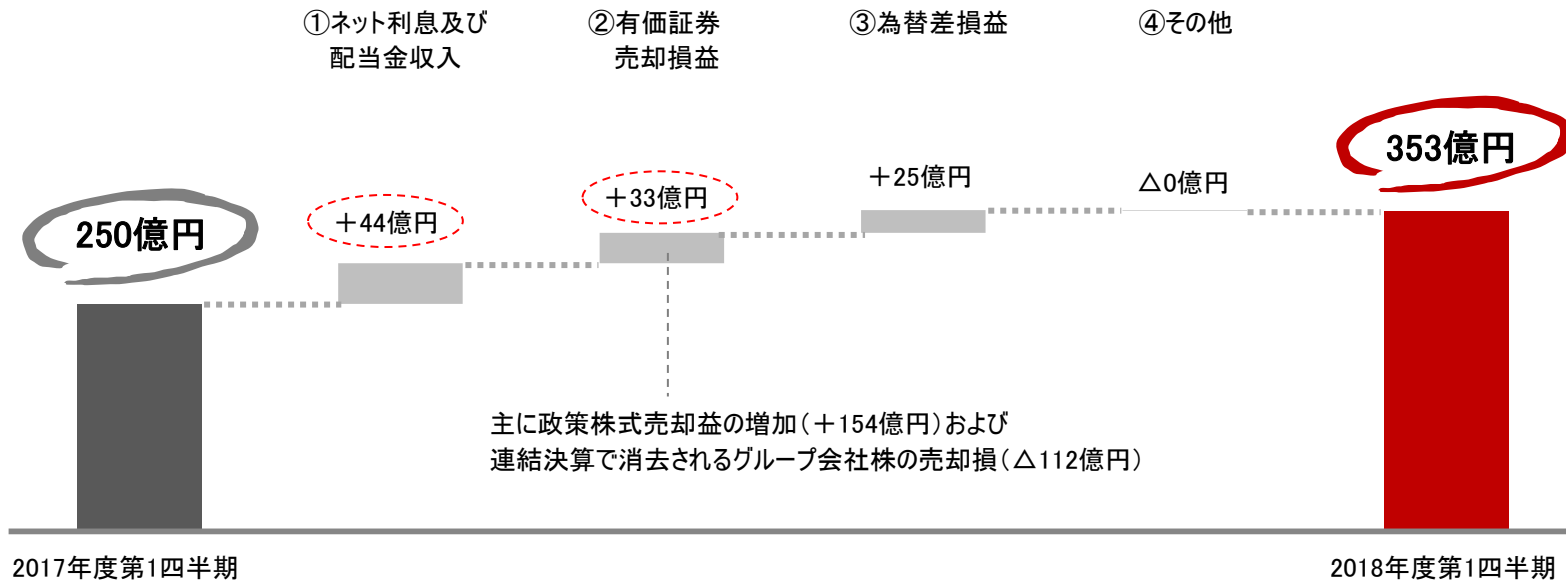 ①ネット利息及び
配当金収入
②有価証券
売却損益
③為替差損益
④その他
250億円
＋44億円
＋33億円
＋25億円
△0億円
353億円
主に政策株式売却益の増加（＋154億円）および
連結決算で消去されるグループ会社株の売却損（△112億円）
2017年度第1四半期
2018年度第1四半期